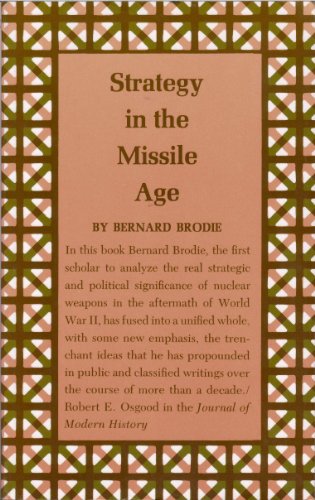 Strategy
in the
Missile
Age
BY BERNARD BRODIE
In this book Bernard Brodie, the first
scholar to analyze the real strategic
and political significance of nuclear
weapons in the aftermath of World
War II, has fused into a unified whole,
with some new emphasis, the tren-
chant ideas that he has propounded
in public and classified writings over
the course of more than a decade./
Robert E. Osgood in the Journal of
Modern History